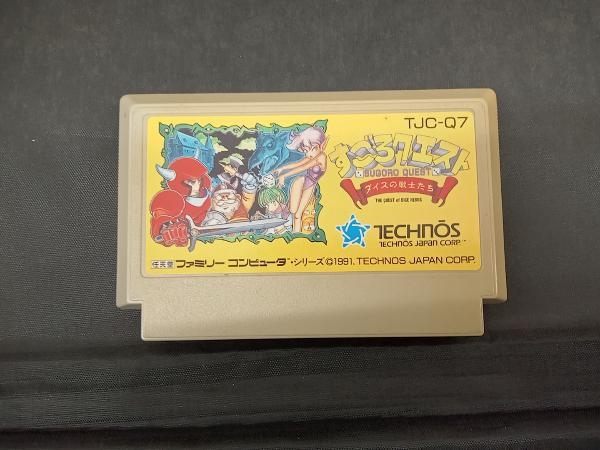 TJC-Q7
すごろクエスト
SUGORO QUEST
ダイスの戦士たち
THE QUEST of DICE HEROS
TECHNŌS
TECHNOS JAPAN CORP.™
任天堂 ファミリー コンピュータ・シリーズ ©1991. TECHNOS JAPAN CORP.